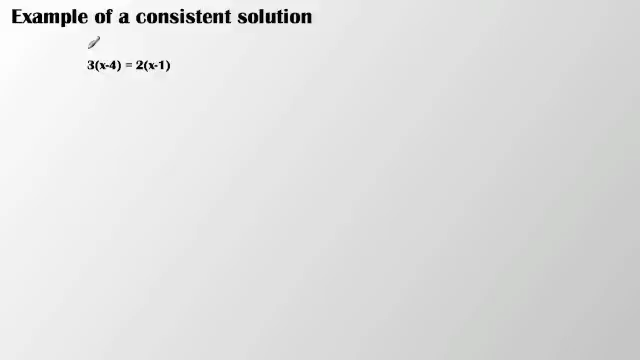 Example of a consistent solution
3(x-4) = 2(x-1)